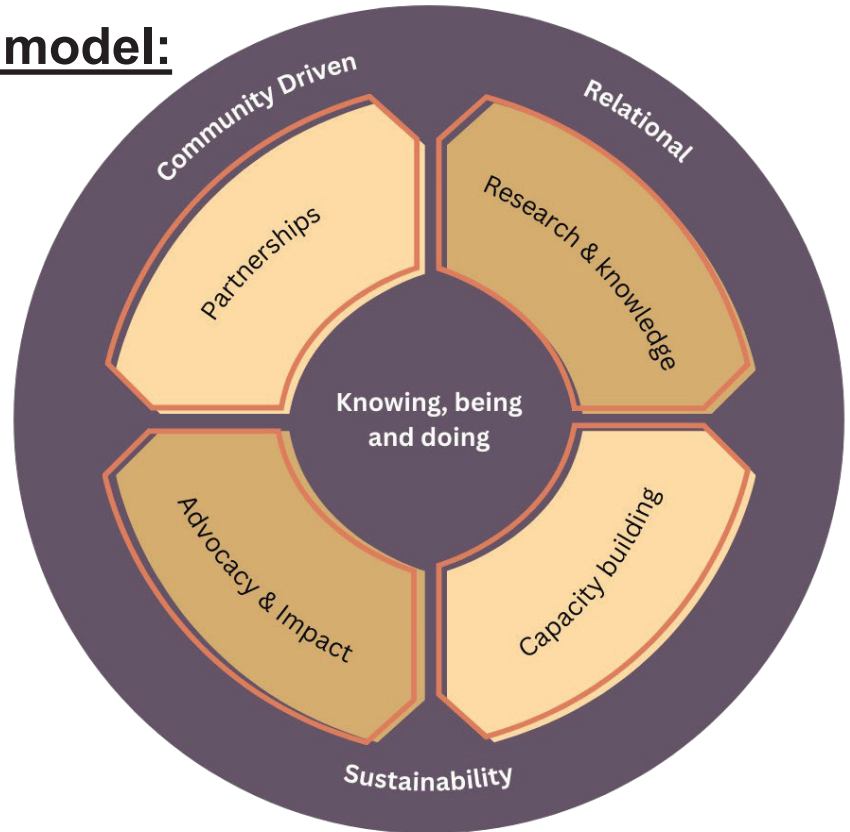 model:
Community Driven
Relational
Partnerships
Research & knowledge
Knowing, being
and doing
Advocacy & Impact
Capacity building
Sustainability